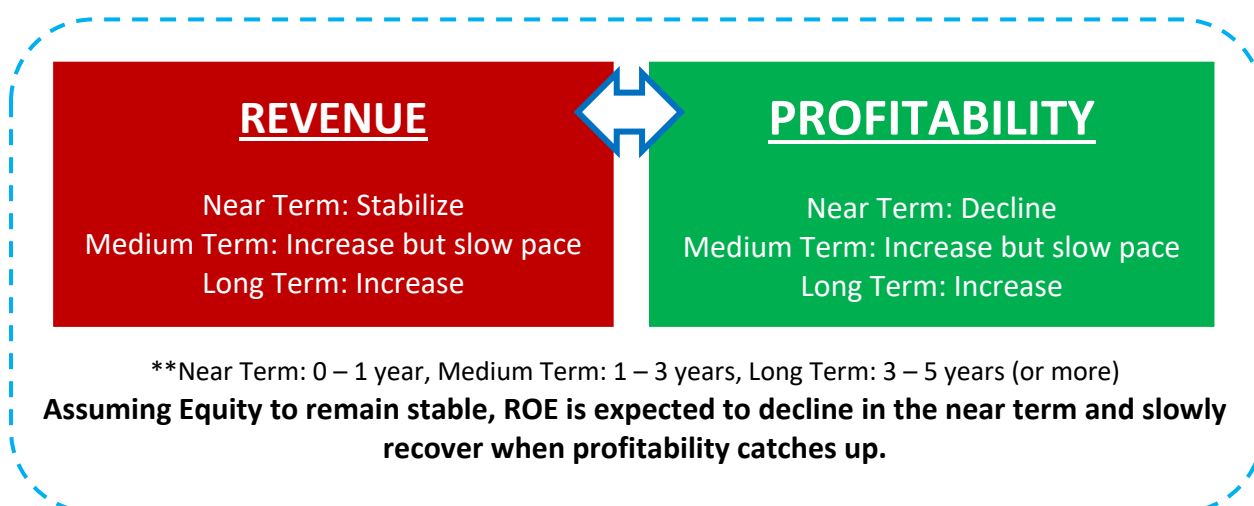 REVENUE
Near Term: Stabilize
Medium Term: Increase but slow pace
Long Term: Increase
PROFITABILITY
Near Term: Decline
Medium Term: Increase but slow pace
Long Term: Increase
**Near Term: 0 – 1 year, Medium Term: 1 – 3 years, Long Term: 3 – 5 years (or more)
Assuming Equity to remain stable, ROE is expected to decline in the near term and slowly
recover when profitability catches up.